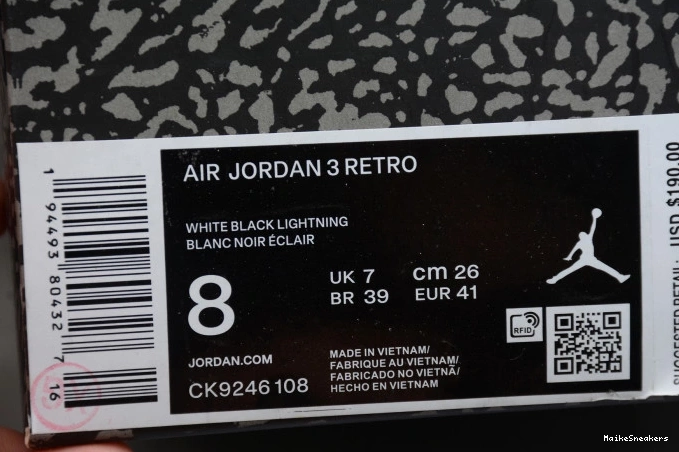 AIR JORDAN 3 RETRO
WHITE BLACK LIGHTNING
BLANC NOIR ÉCLAIR
8
UK 7 cm 26
BR 39 EUR 41
RFID
JORDAN.COM
CK9246 108
MADE IN VIETNAM/
FABRIQUE AU VIETNAM/
FABRICADO NO VIETNÃ/
HECHO EN VIETNAM
1 94493 80432 7 16
USD $190.00
SUGGESTED RETAIL:
MaikeSneakers